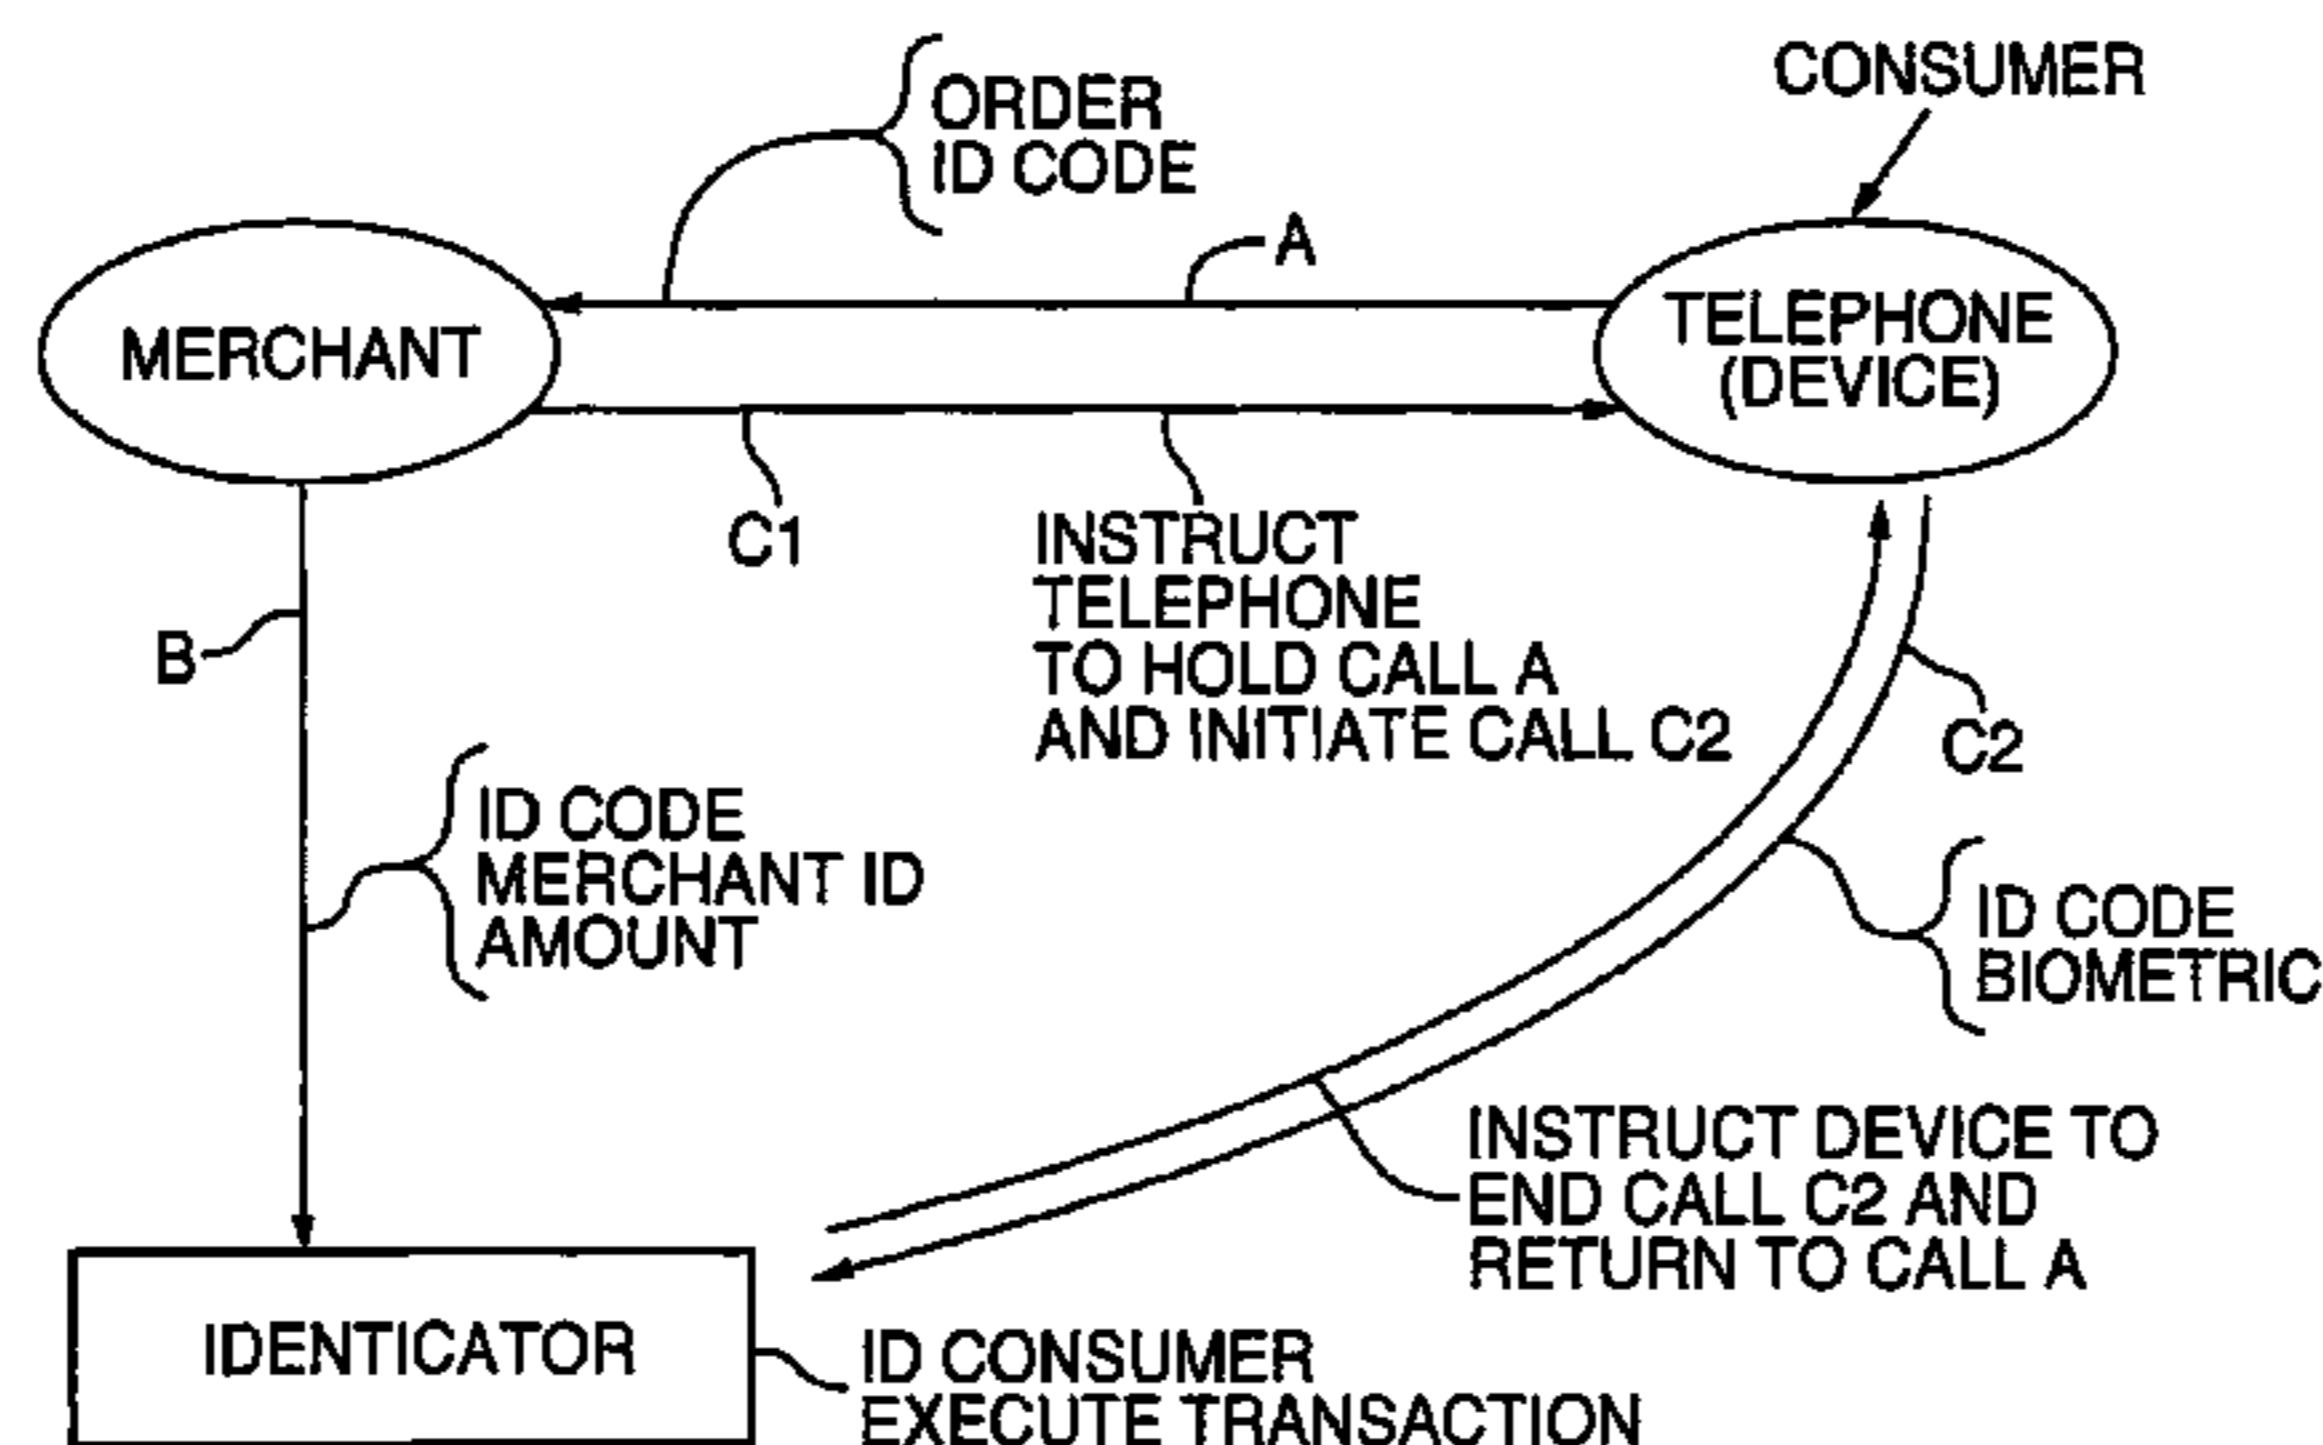 CONSUMER
ORDER
ID CODE
A
MERCHANT
TELEPHONE
(DEVICE)
C1
INSTRUCT
TELEPHONE
TO HOLD CALL A
AND INITIATE CALL C2
B
C2
ID CODE
MERCHANT ID
AMOUNT
ID CODE
BIOMETRIC
INSTRUCT DEVICE TO
END CALL C2 AND
RETURN TO CALL A
IDENTICATOR
ID CONSUMER
EXECUTE TRANSACTION